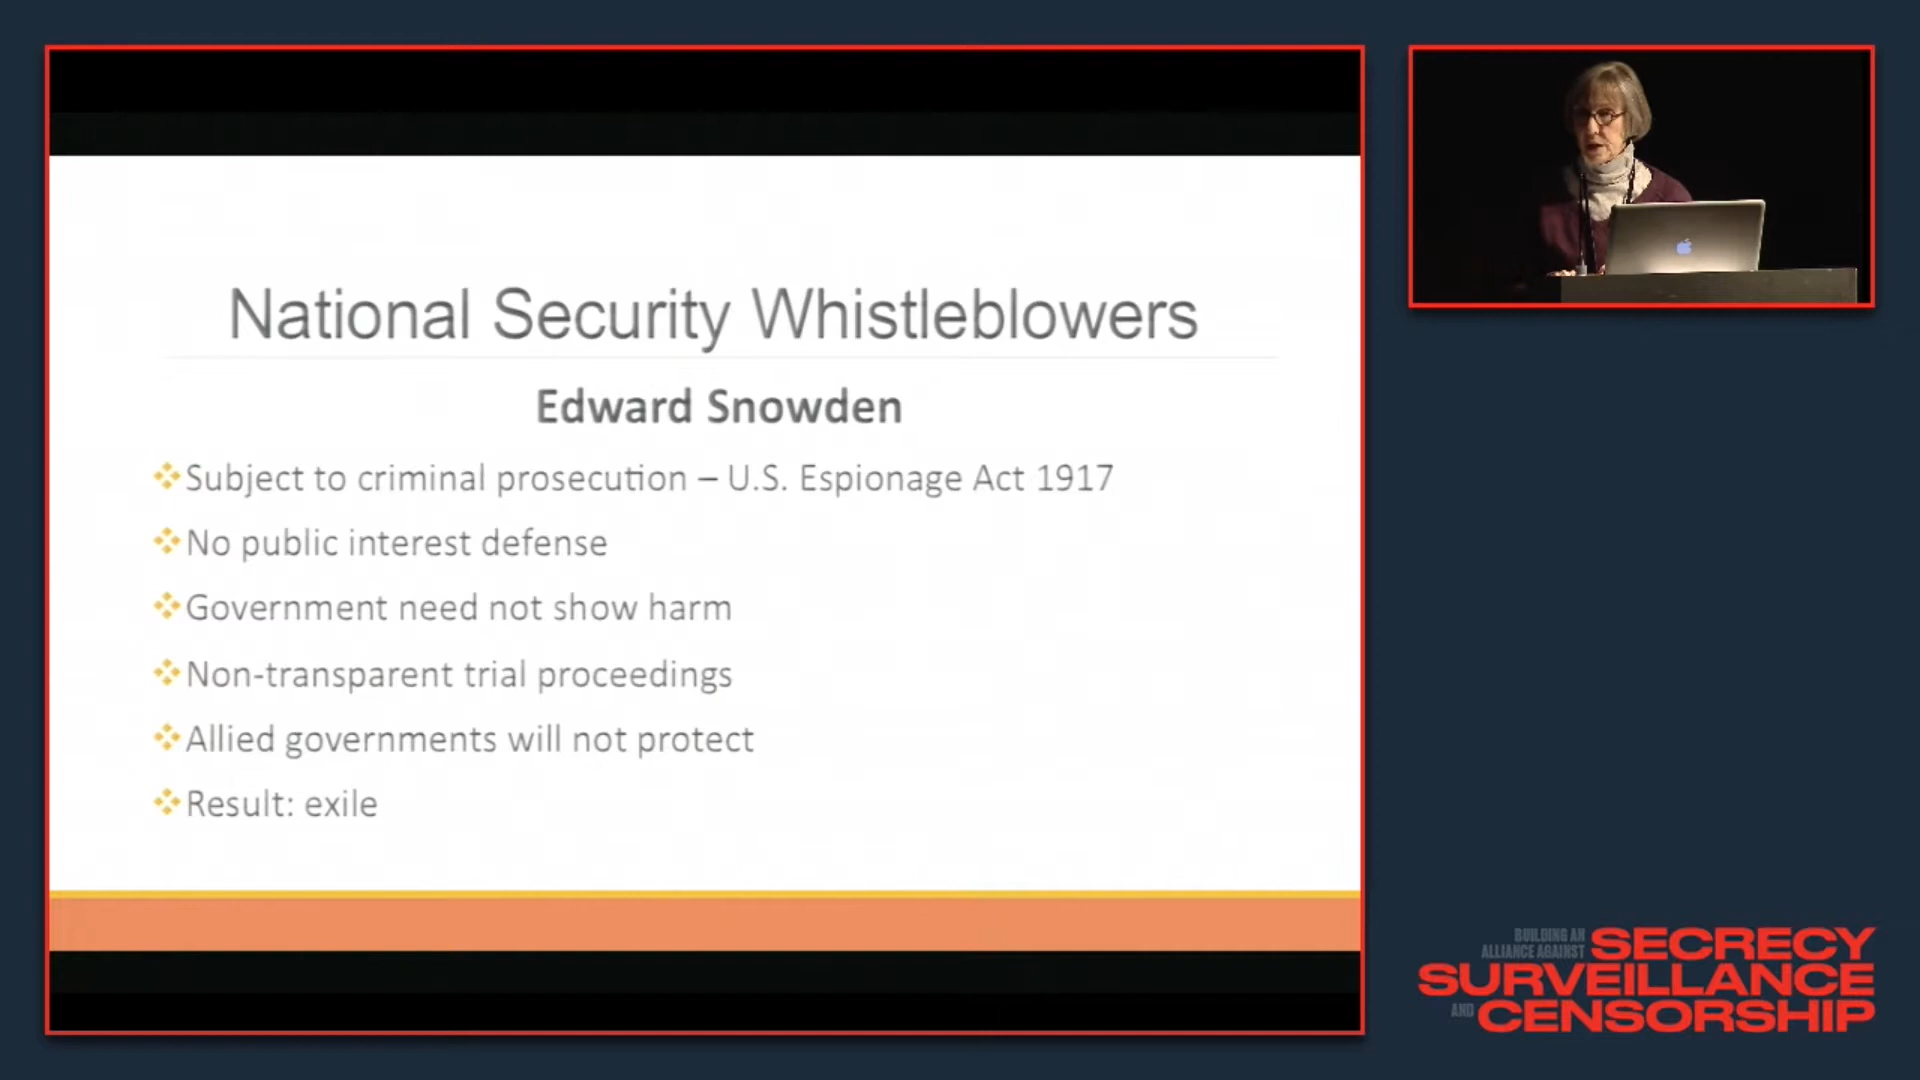 National Security Whistleblowers
Edward Snowden
Subject to criminal prosecution – U.S. Espionage Act 1917
No public interest defense
Government need not show harm
Non-transparent trial proceedings
Allied governments will not protect
Result: exile
BUILDING AN
ALLIANCE AGAINST
SECRECY
SURVEILLANCE
AND CENSORSHIP